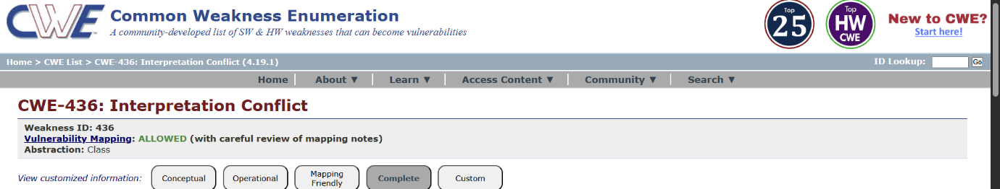 CWE
Common Weakness Enumeration
A community-developed list of SW & HW weaknesses that can become vulnerabilities
Top
25
Top
HW
CWE
New to CWE?
Start here!
Home > CWE List > CWE-436: Interpretation Conflict (4.19.1)
ID Lookup: Go
Home About ▼ Learn ▼ Access Content ▼ Community ▼ Search ▼
CWE-436: Interpretation Conflict
Weakness ID: 436
Vulnerability Mapping: ALLOWED (with careful review of mapping notes)
Abstraction: Class
View customized information: Conceptual Operational Mapping Friendly Complete Custom